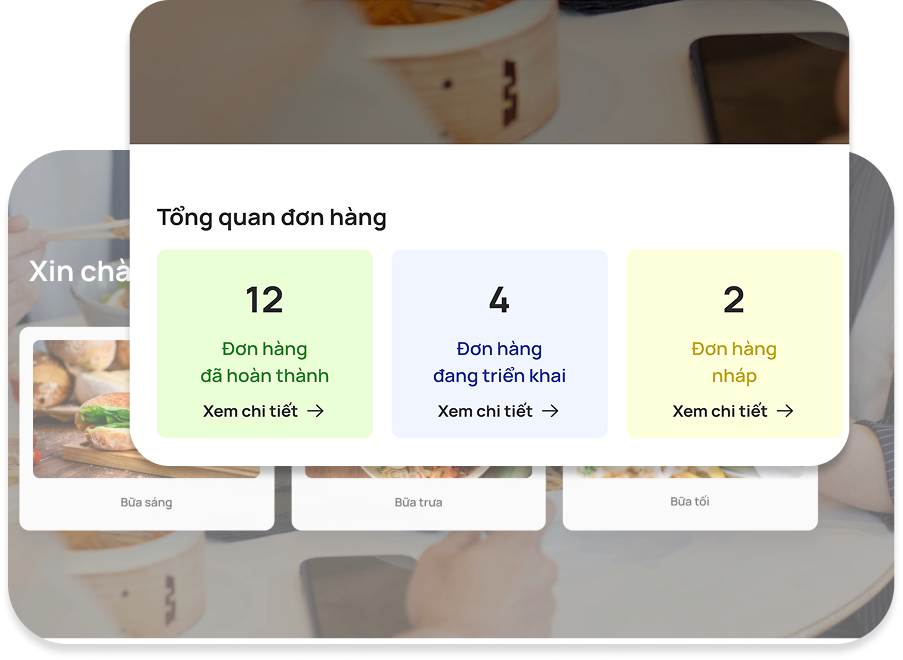 Tổng quan đơn hàng
Xin chà
12
Đơn hàng
đã hoàn thành
Xem chi tiết →
4
Đơn hàng
đang triển khai
Xem chi tiết →
2
Đơn hàng
nháp
Xem chi tiết →
Bữa sáng
Bữa trưa
Bữa tối